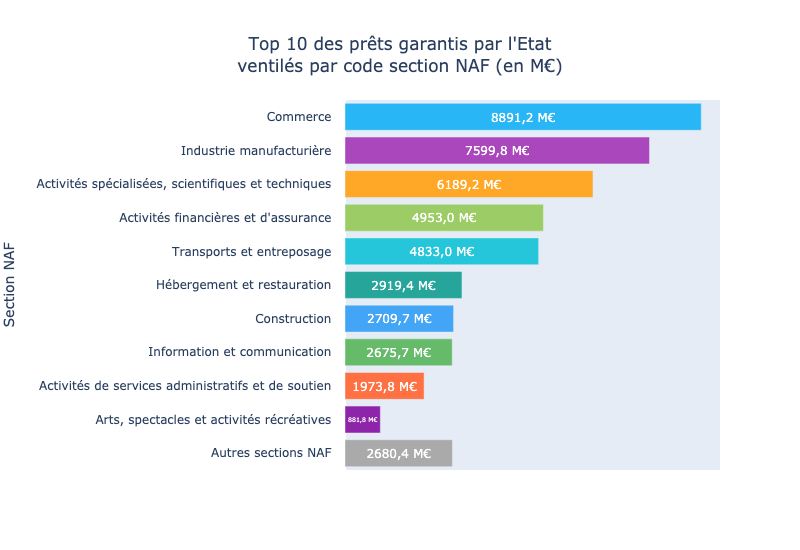 Top 10 des prêts garantis par l'Etat
ventilés par code section NAF (en M€)
Section NAF
Commerce 8891,2 M€
Industrie manufacturière 7599,8 M€
Activités spécialisées, scientifiques et techniques 6189,2 M€
Activités financières et d'assurance 4953,0 M€
Transports et entreposage 4833,0 M€
Hébergement et restauration 2919,4 M€
Construction 2709,7 M€
Information et communication 2675,7 M€
Activités de services administratifs et de soutien 1973,8 M€
Arts, spectacles et activités récréatives 881,8 M€
Autres sections NAF 2680,4 M€